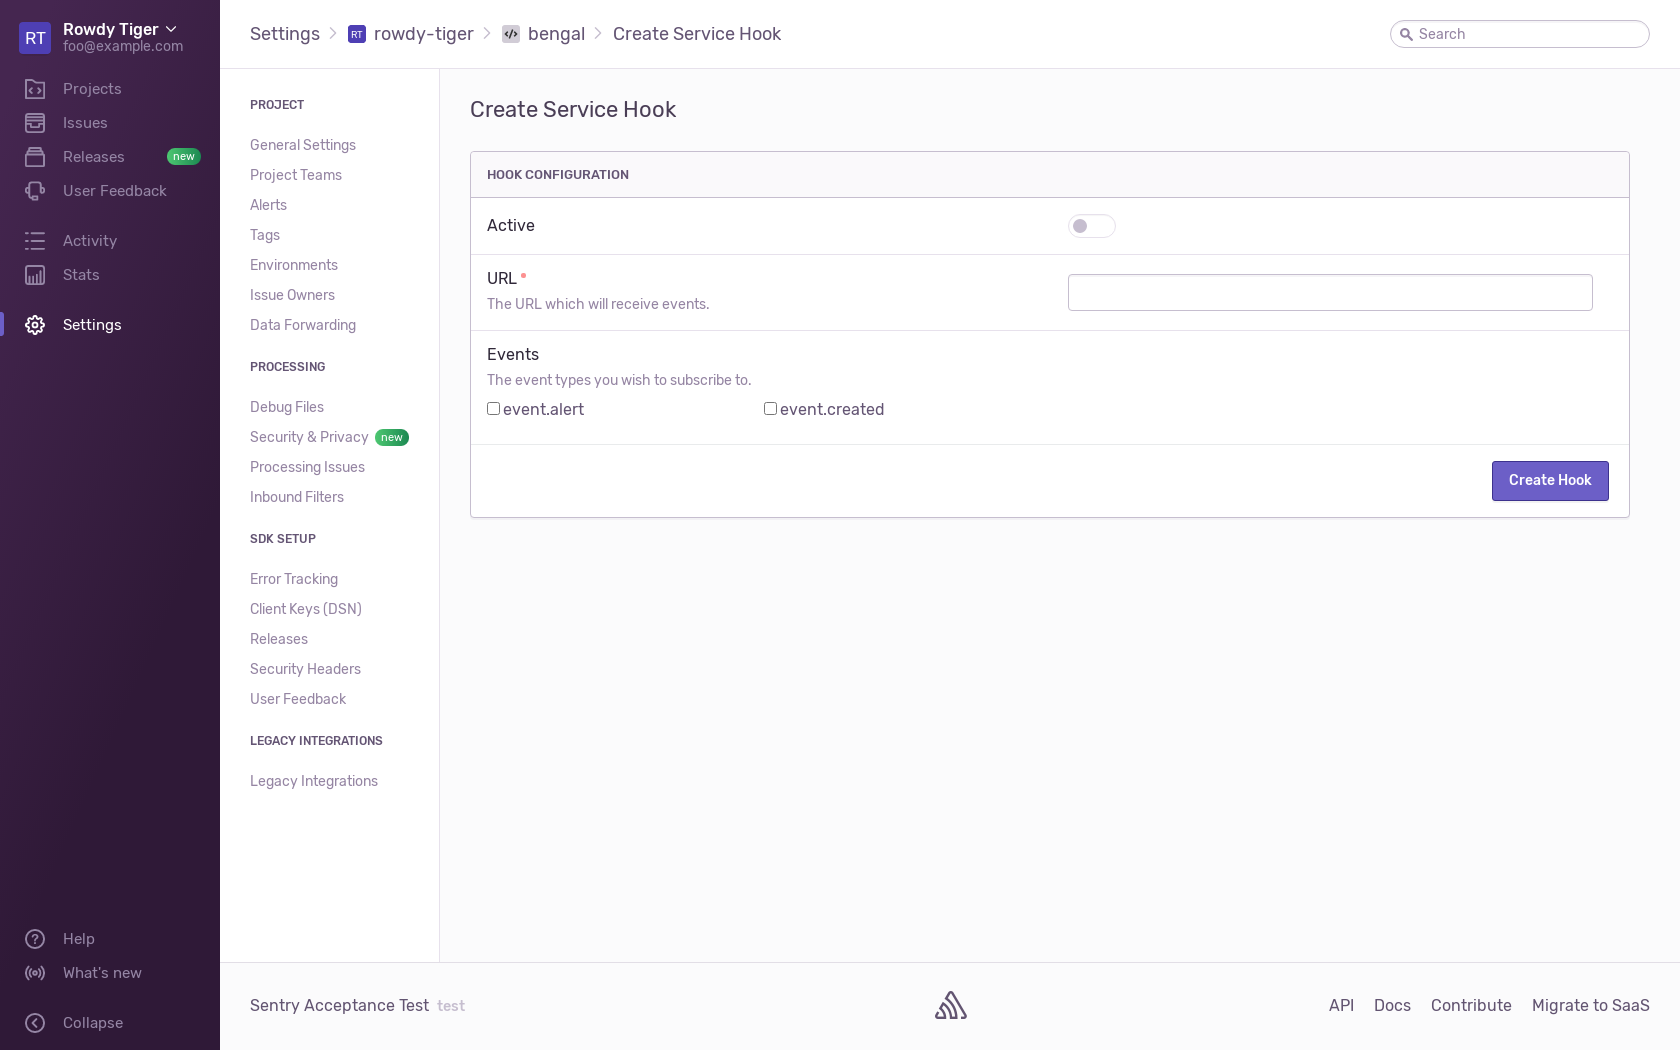 RT
Rowdy Tiger
foo@example.com
Projects
Issues
Releases new
User Feedback
Activity
Stats
Settings
Help
What's new
Collapse
Settings RT rowdy-tiger bengal Create Service Hook
Search
PROJECT
General Settings
Project Teams
Alerts
Tags
Environments
Issue Owners
Data Forwarding
PROCESSING
Debug Files
Security & Privacy new
Processing Issues
Inbound Filters
SDK SETUP
Error Tracking
Client Keys (DSN)
Releases
Security Headers
User Feedback
LEGACY INTEGRATIONS
Legacy Integrations
Create Service Hook
HOOK CONFIGURATION
Active
URL
The URL which will receive events.
Events
The event types you wish to subscribe to.
event.alert event.created
Create Hook
Sentry Acceptance Test test
API Docs Contribute Migrate to SaaS